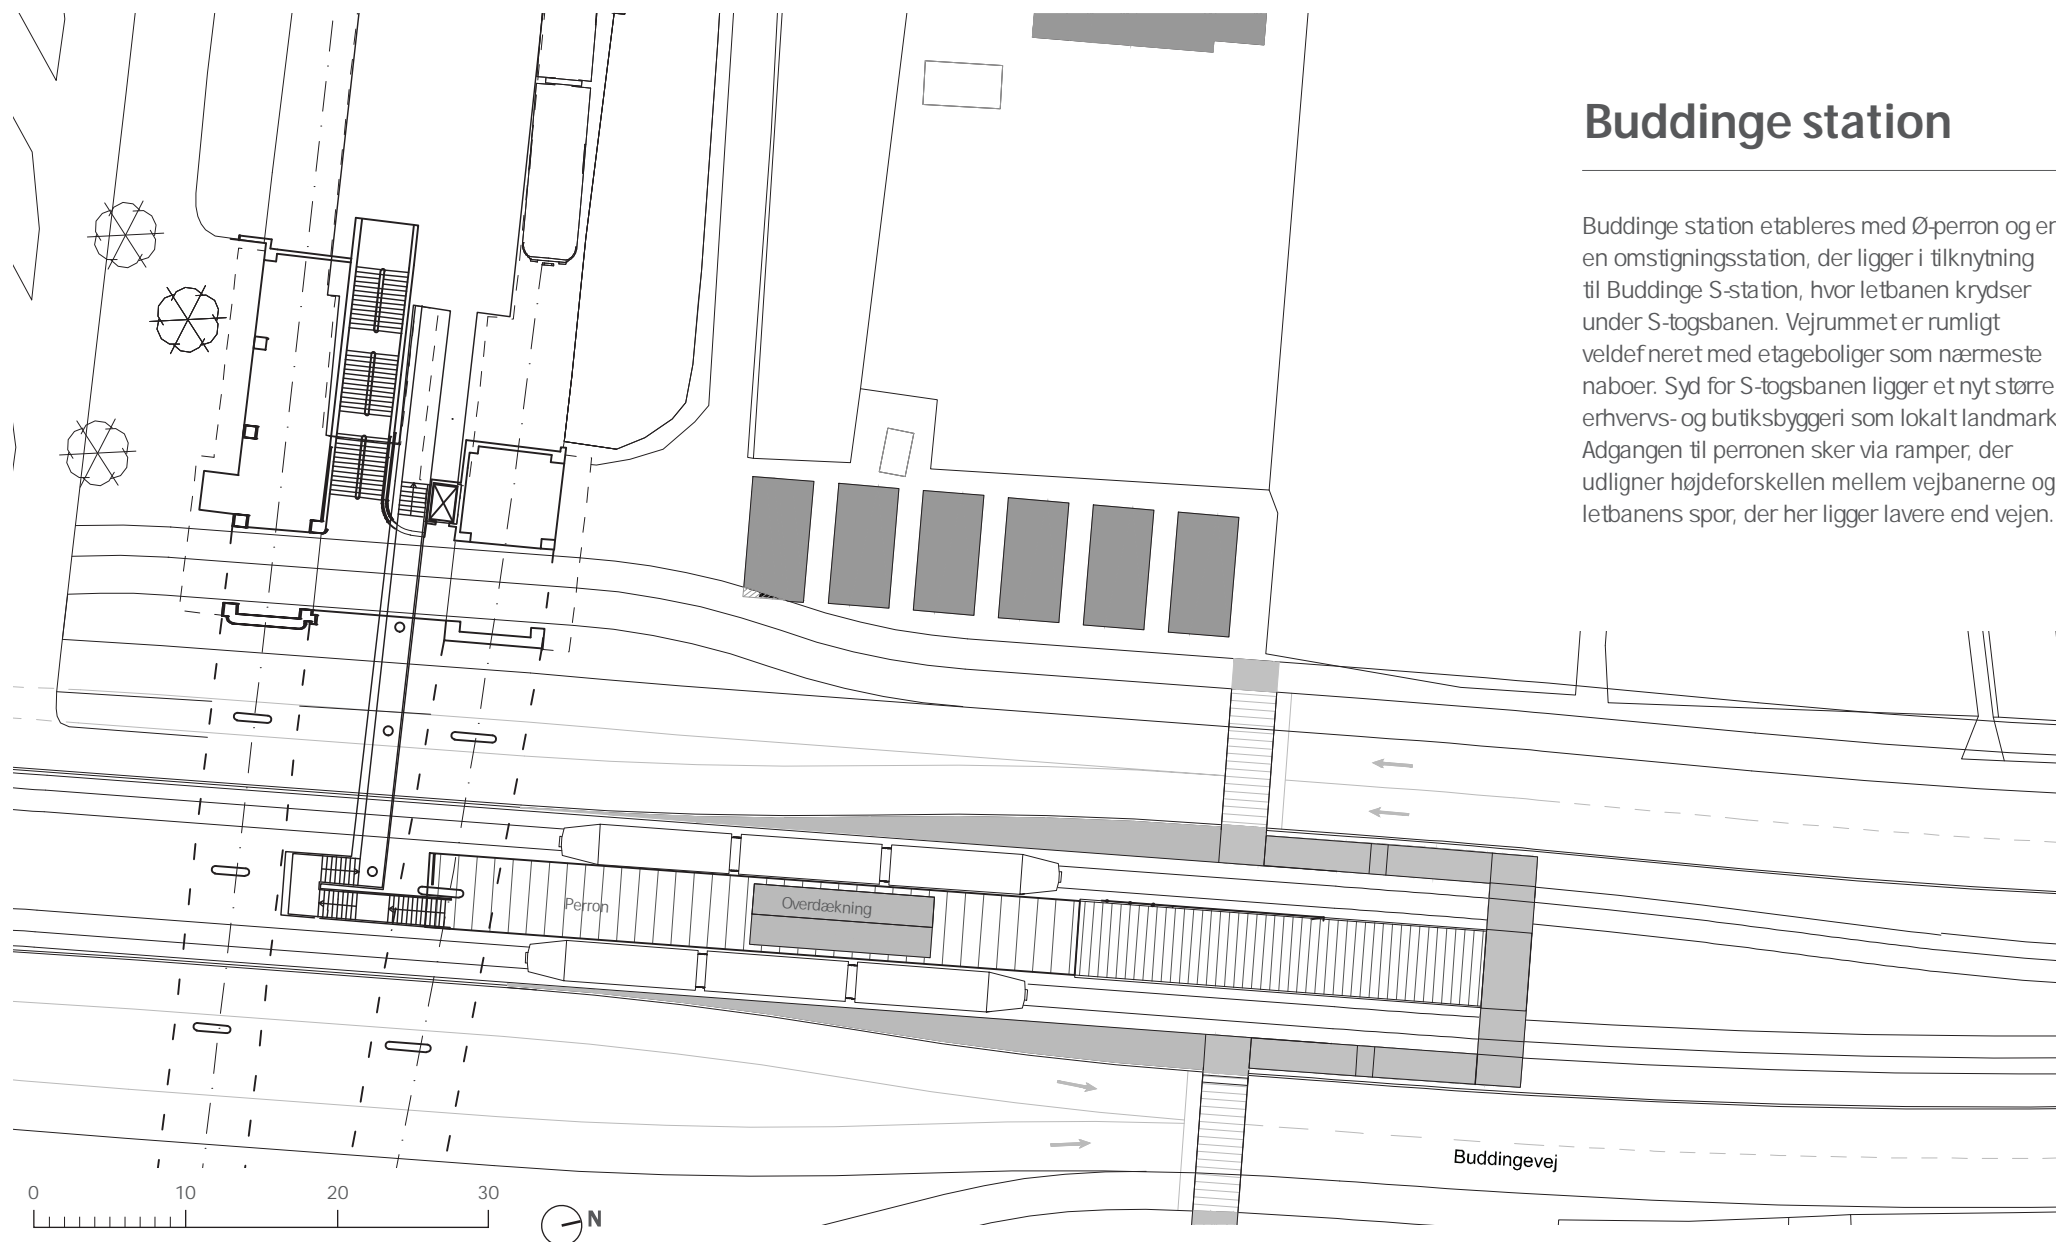 Buddinge station
Buddinge station etableres med Ø-perron og er
en omstigningsstation, der ligger i tilknytning
til Buddinge S-station, hvor letbanen krydser
under S-togsbanen. Vejrummet er rumligt
veldef neret med etageboliger som nærmeste
naboer. Syd for S-togsbanen ligger et nyt større
erhvervs- og butiksbyggeri som lokalt landmark
Adgangen til perronen sker via ramper, der
udligner højdeforskellen mellem vejbanerne og
letbanens spor, der her ligger lavere end vejen.
Perron
Overdækning
Buddingevej
0 10 20 30
N